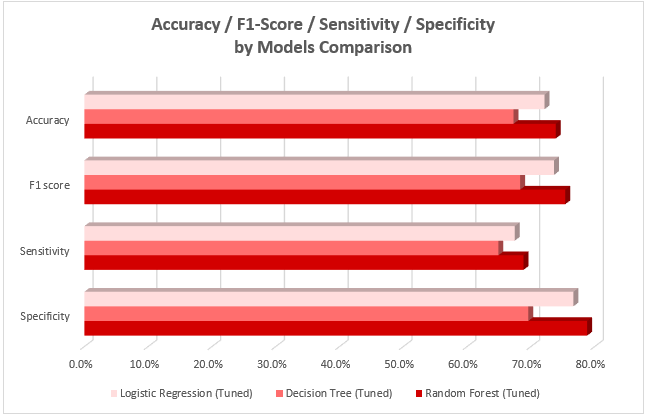 Accuracy / F1-Score / Sensitivity / Specificity
by Models Comparison
Accuracy
F1 score
Sensitivity
Specificity
0.0% 10.0% 20.0% 30.0% 40.0% 50.0% 60.0% 70.0% 80.0%
Logistic Regression (Tuned) Decision Tree (Tuned) Random Forest (Tuned)